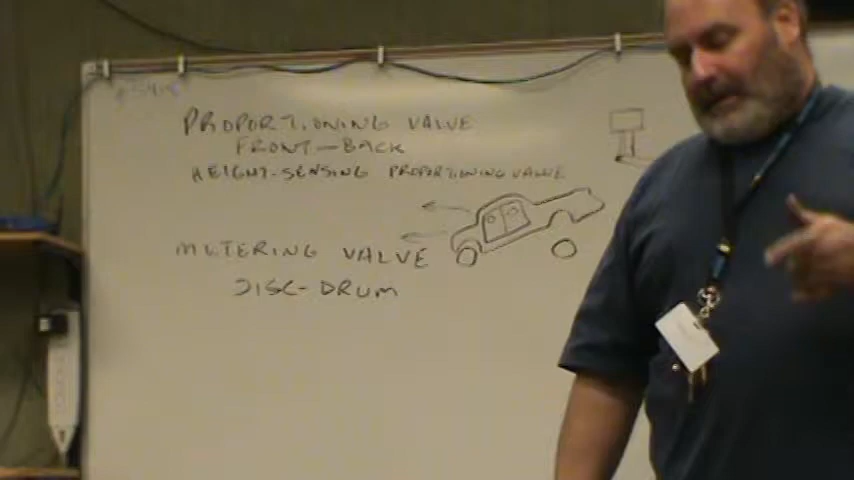 PROPORTIONING VALVE
FRONT-BACK
HEIGHT-SENSING PROPORTIONING VALVE
METERING VALVE
DISC-DRUM